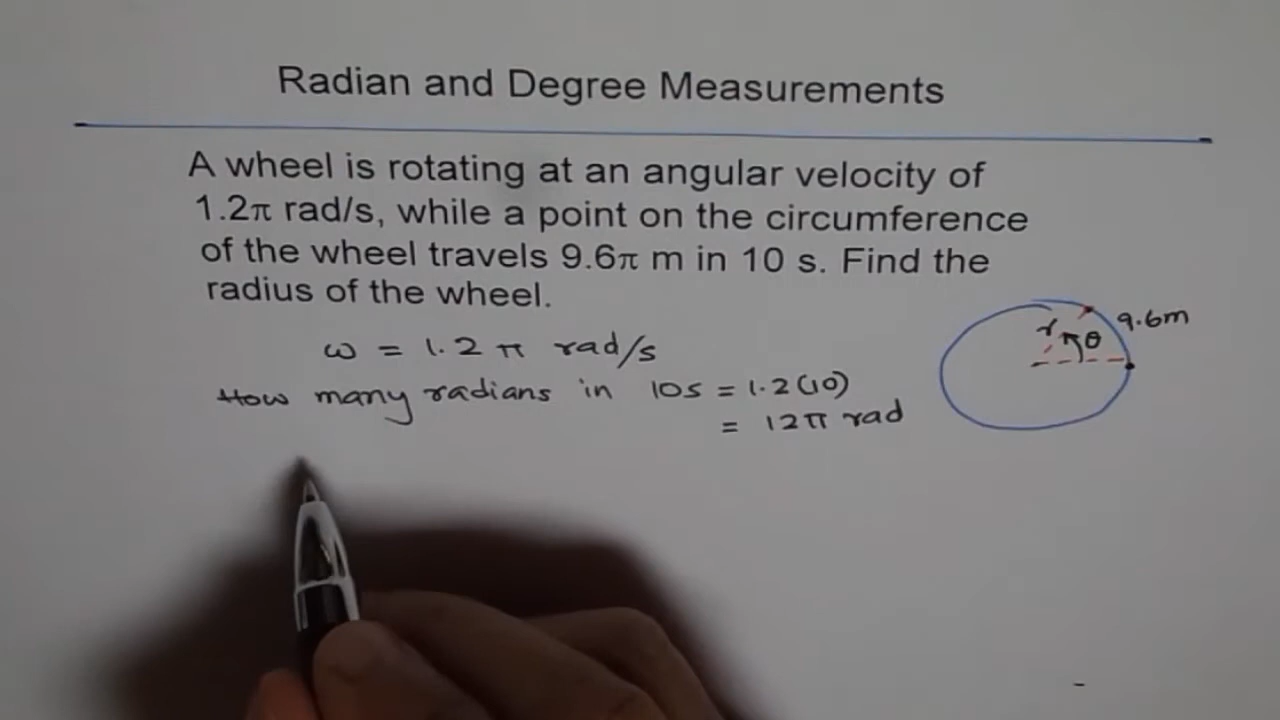 Radian and Degree Measurements
A wheel is rotating at an angular velocity of
1.2π rad/s, while a point on the circumference
of the wheel travels 9.6π m in 10 s. Find the
radius of the wheel.
ω = 1.2 π rad/s
How many radians in 10s = 1.2(10)
= 12π rad
r θ 9.6m